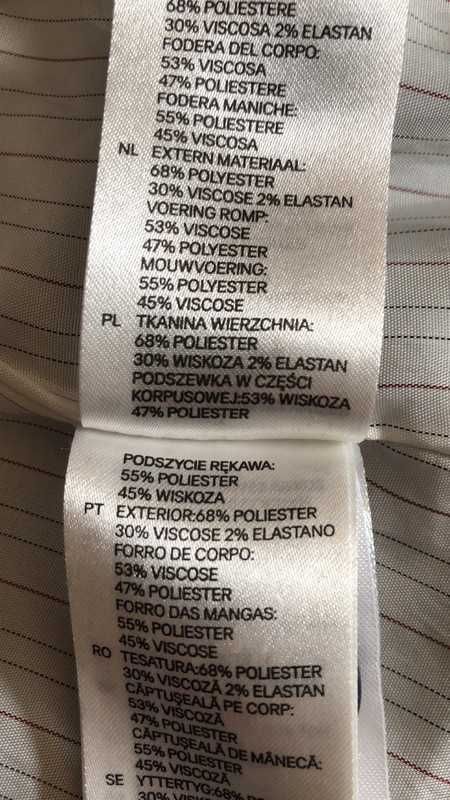 68% POLIESTERE
30% VISCOSA 2% ELASTAN
FODERA DEL CORPO:
53% VISCOSA
47% POLIESTERE
FODERA MANICHE:
55% POLIESTERE
45% VISCOSA
NL EXTERN MATERIAAL:
68% POLYESTER
30% VISCOSE 2% ELASTAN
VOERING ROMP:
53% VISCOSE
47% POLYESTER
MOUWVOERING:
55% POLYESTER
45% VISCOSE
PL TKANINA WIERZCHNIA:
68% POLIESTER
30% WISKOZA 2% ELASTAN
PODSZEWKA W CZĘŚCI
KORPUSOWEJ:53% WISKOZA
47% POLIESTER
PODSZYCIE RĘKAWA:
55% POLIESTER
45% WISKOZA
PT EXTERIOR:68% POLIESTER
30% VISCOSE 2% ELASTANO
FORRO DE CORPO:
53% VISCOSE
47% POLIESTER
FORRO DAS MANGAS:
55% POLIESTER
45% VISCOSE
RO TESATURA:68% POLIESTER
30% VISCOZĂ 2% ELASTAN
CĂPTUŞEALĂ PE CORP:
53% VISCOZĂ
47% POLIESTER
CĂPTUŞEALĂ DE MÂNECĂ:
55% POLIESTER
45% VISCOZĂ
SE YTTERTYG:68% POLYESTER
30%